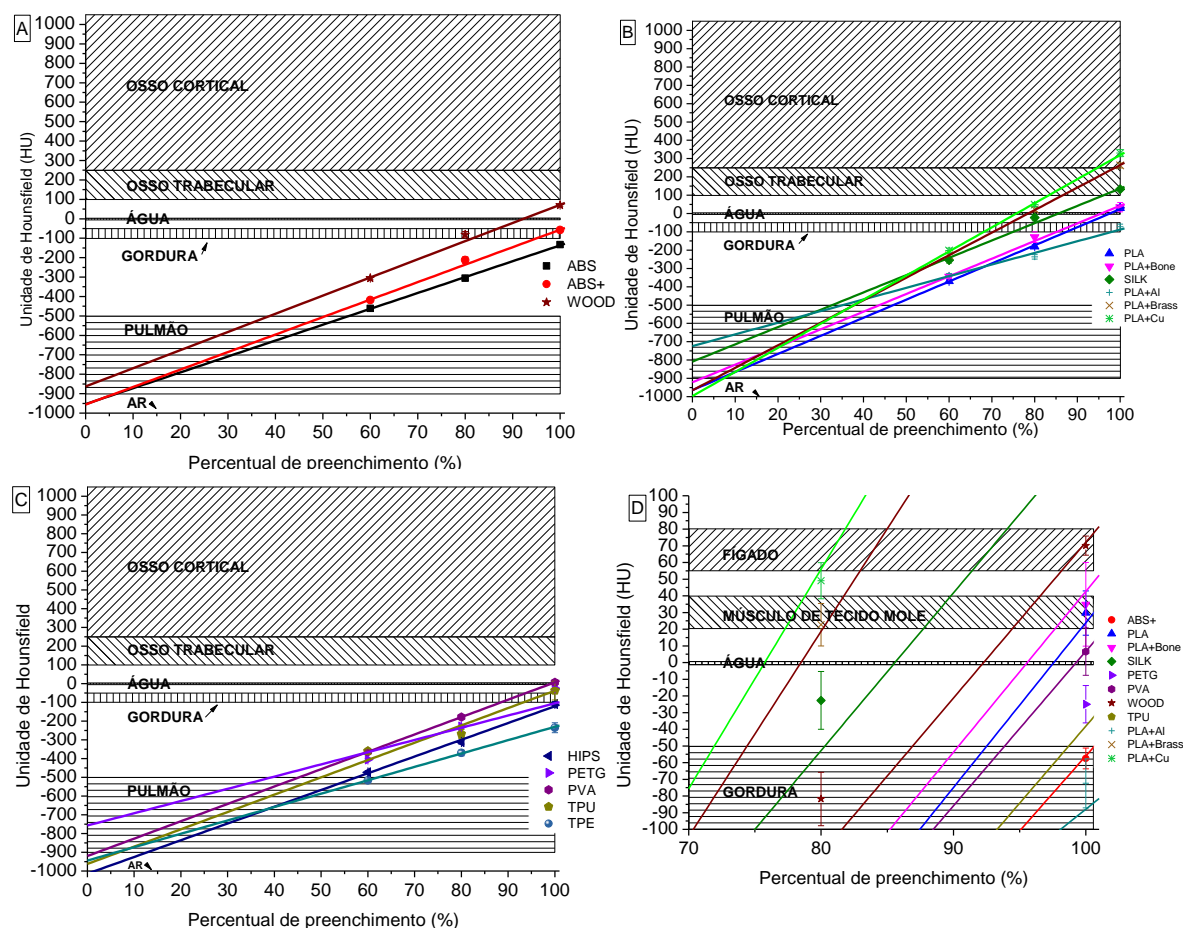 A
1000
900
800
700
600
500
400
300
200
100
0
-100
-200
-300
-400
-500
-600
-700
-800
-900
-1000
Unidade de Hounsfield (HU)
OSSO CORTICAL
OSSO TRABECULAR
ÁGUA
GORDURA
PULMÃO
AR
ABS
ABS+
WOOD
0 10 20 30 40 50 60 70 80 90 100
Percentual de preenchimento (%)
B
1000
900
800
700
600
500
400
300
200
100
0
-100
-200
-300
-400
-500
-600
-700
-800
-900
-1000
Unidade de Hounsfield (HU)
OSSO CORTICAL
OSSO TRABECULAR
ÁGUA
GORDURA
PULMÃO
AR
PLA
PLA+Bone
SILK
PLA+Al
PLA+Brass
PLA+Cu
0 10 20 30 40 50 60 70 80 90 100
Percentual de preenchimento (%)
C
1000
900
800
700
600
500
400
300
200
100
0
-100
-200
-300
-400
-500
-600
-700
-800
-900
-1000
Unidade de Hounsfield (HU)
OSSO CORTICAL
OSSO TRABECULAR
ÁGUA
GORDURA
PULMÃO
AR
HIPS
PETG
PVA
TPU
TPE
0 10 20 30 40 50 60 70 80 90 100
Percentual de preenchimento (%)
D
100
90
80
70
60
50
40
30
20
10
0
-10
-20
-30
-40
-50
-60
-70
-80
-90
-100
Unidade de Hounsfield (HU)
FÍGADO
MÚSCULO DE TECIDO MOLE
ÁGUA
GORDURA
ABS+
PLA
PLA+Bone
SILK
PETG
PVA
WOOD
TPU
PLA+Al
PLA+Brass
PLA+Cu
70 80 90 100
Percentual de preenchimento (%)